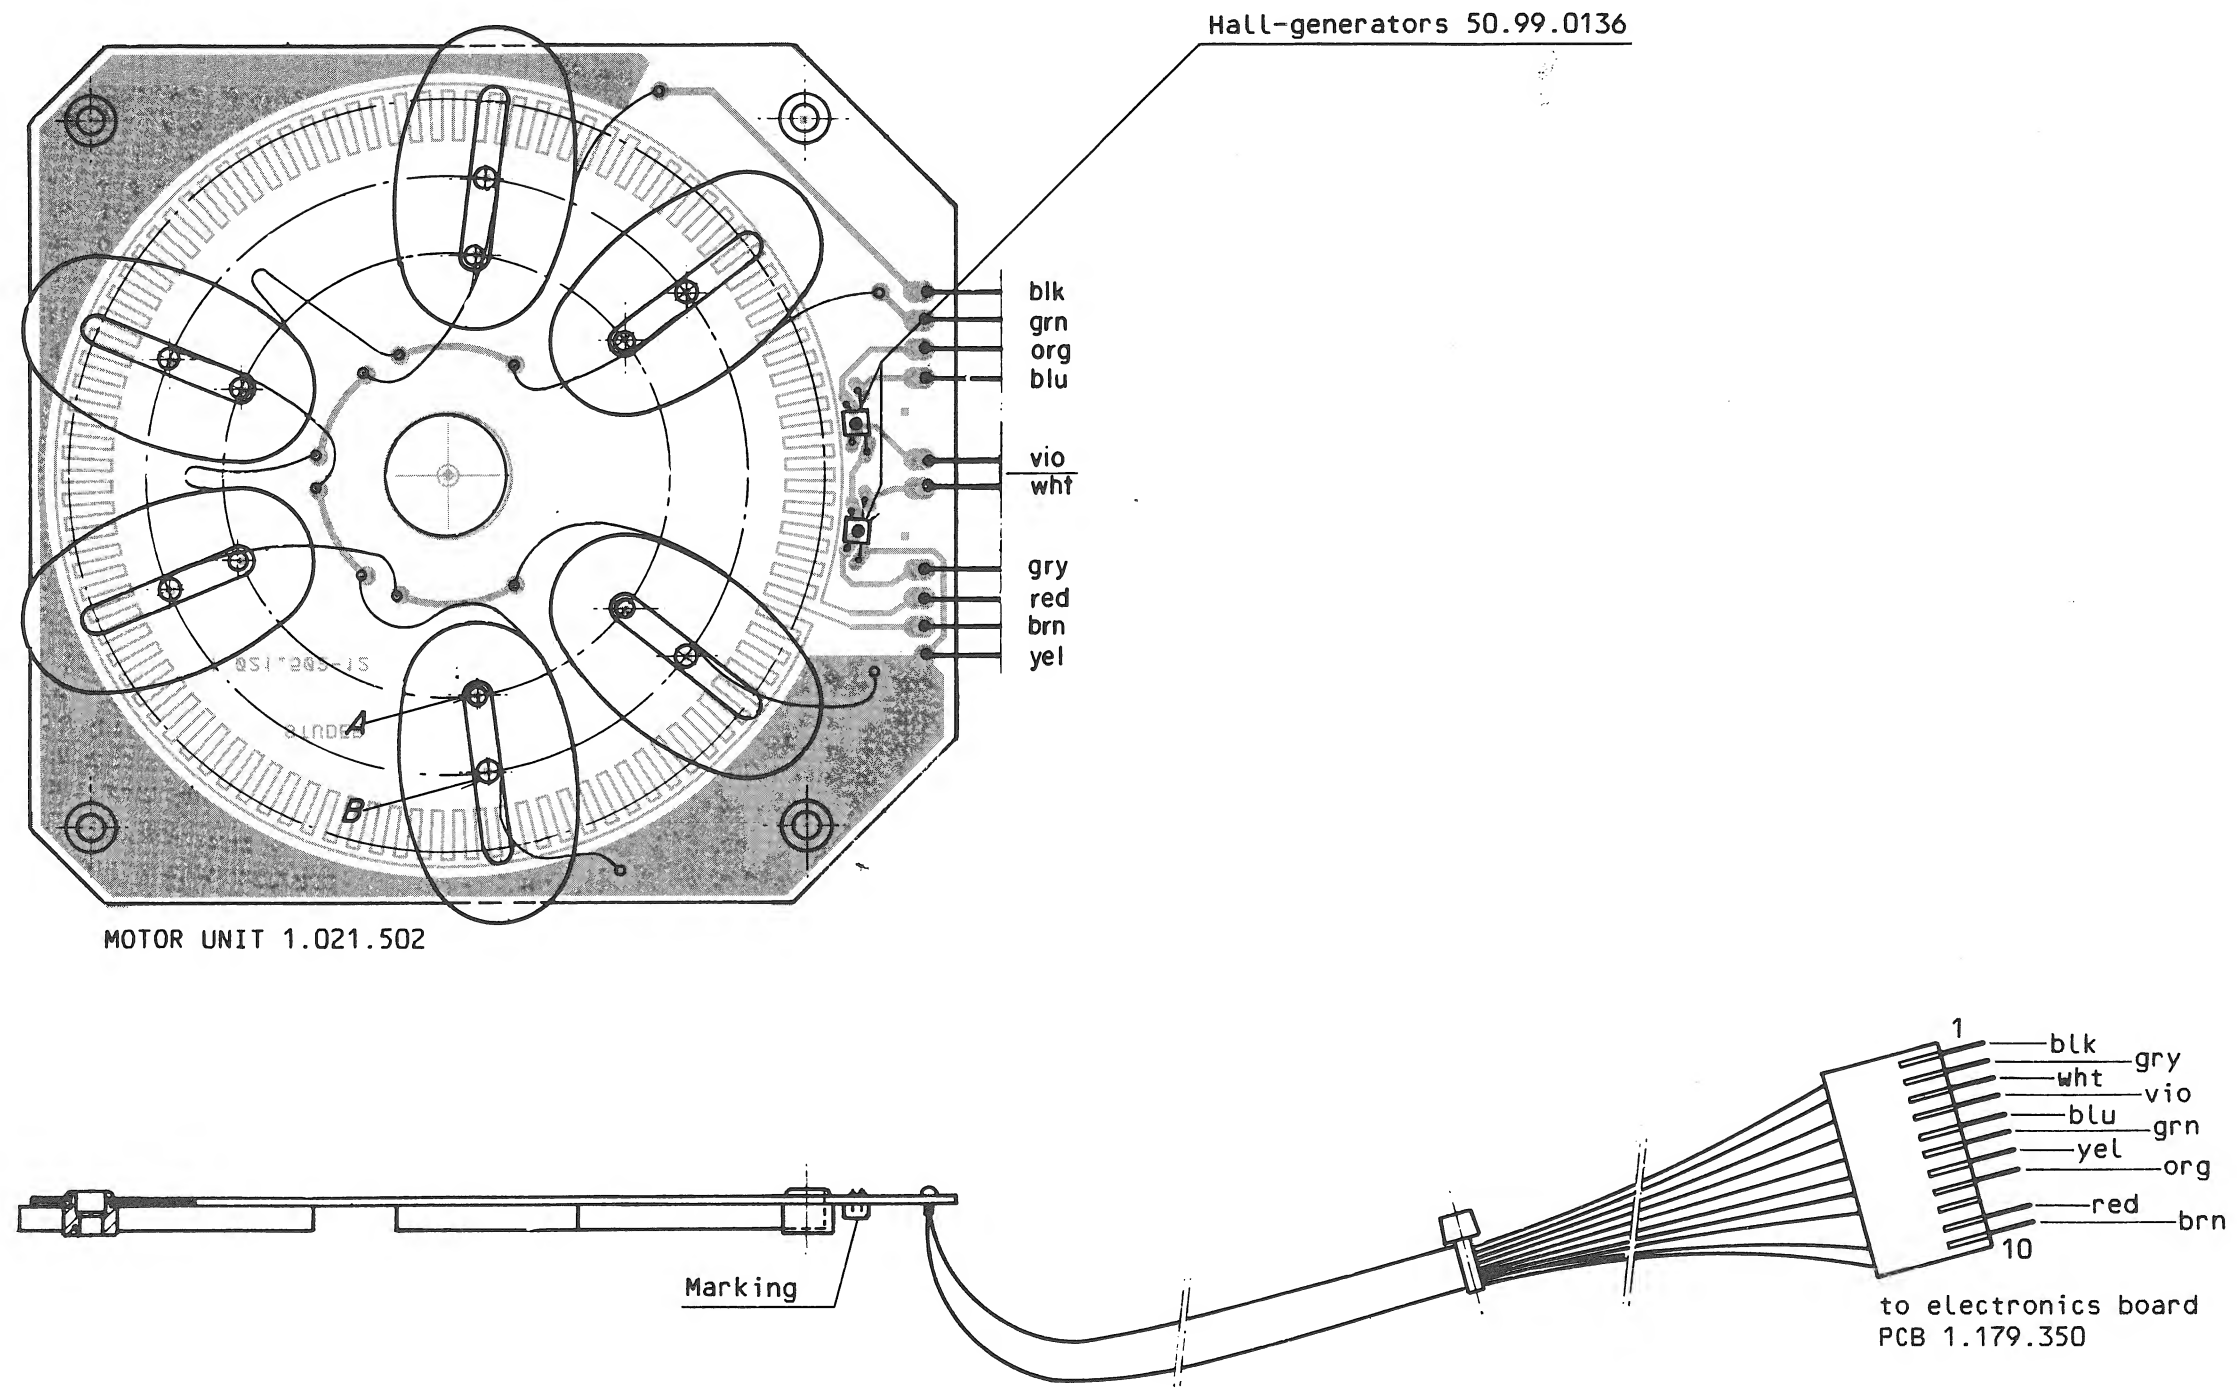 Hall-generators 50.99.0136
blk
grn
org
blu
vio
wht
gry
red
brn
yel
A
B
MOTOR UNIT 1.021.502
1
blk
gry
wht
vio
blu
grn
yel
org
red
brn
10
Marking
to electronics board
PCB 1.179.350